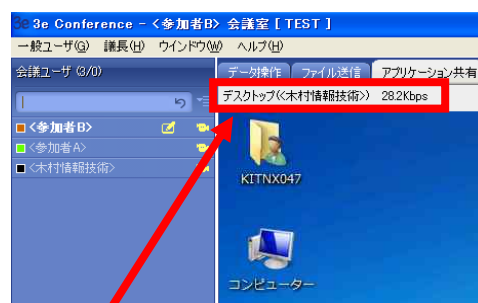 3e 3e Conference - <参加者B> 会議室 [ TEST ]
一般ユーザ(G) 議長(H) ウインドウ(W) ヘルプ(H)
会議ユーザ (3/0)
データ操作 ファイル送信 アプリケーション共有
デスクトップ(<木村情報技術>) 28.2Kbps
<参加者B>
<参加者A>
<木村情報技術>
KITNX047
コンピューター